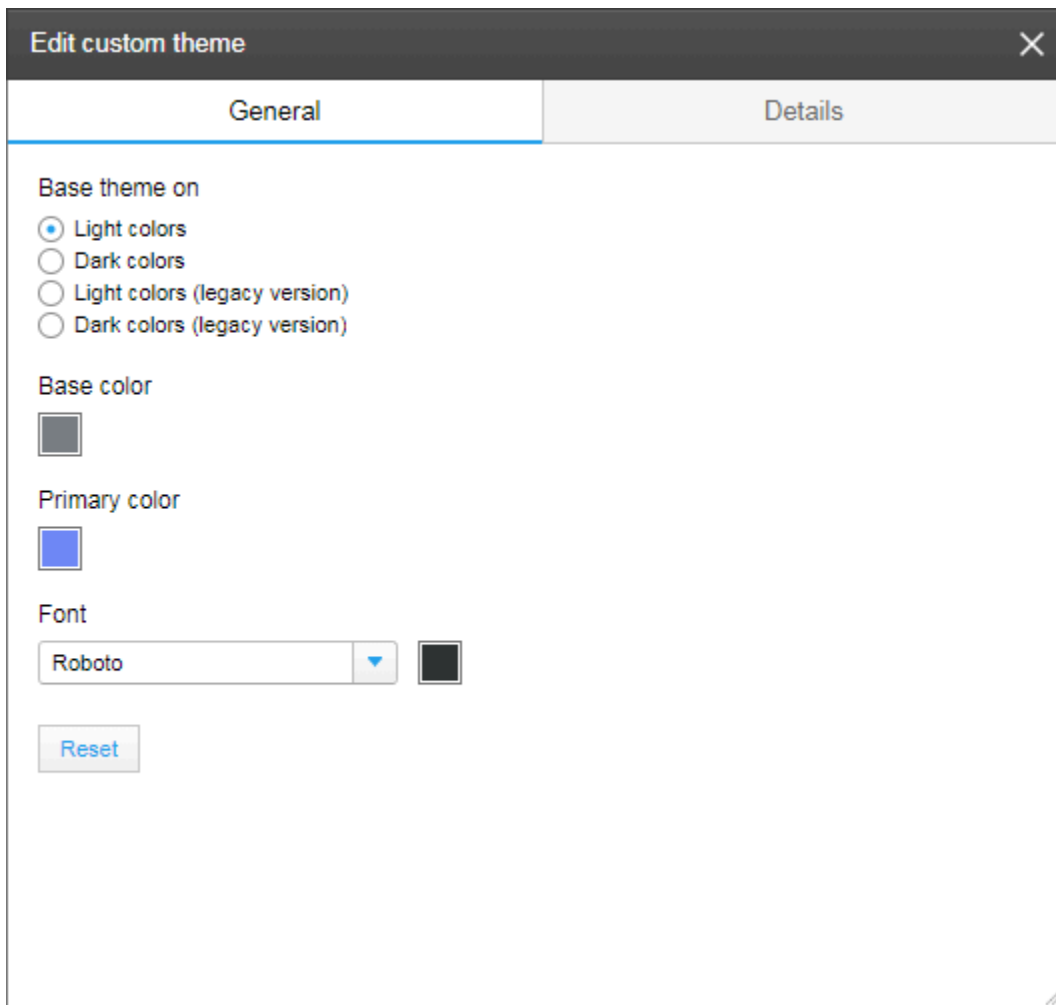 Edit custom theme
General
Details
Base theme on
Light colors
Dark colors
Light colors (legacy version)
Dark colors (legacy version)
Base color
Primary color
Font
Roboto
Reset